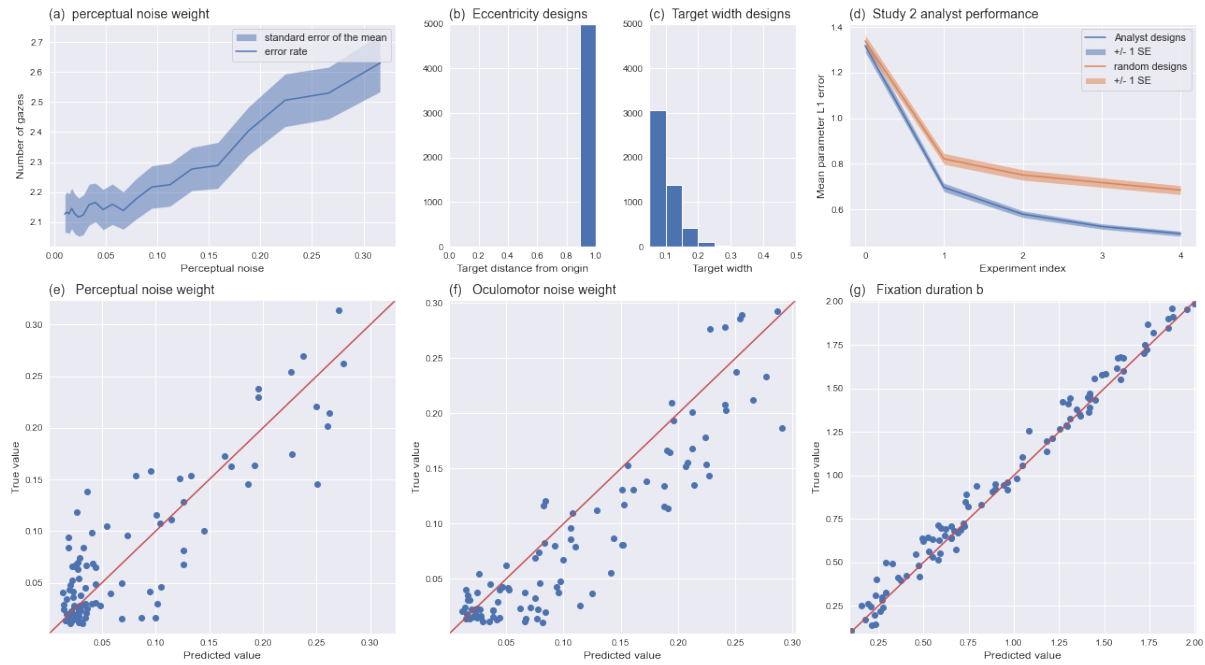 (a) perceptual noise weight
2.7
2.6
2.5
2.4
2.3
2.2
2.1
0.00 0.05 0.10 0.15 0.20 0.25 0.30
Perceptual noise
Number of gazes
standard error of the mean
error rate
(b) Eccentricity designs
5000
4000
3000
2000
1000
0
0.0 0.2 0.4 0.6 0.8 1.0
Target distance from origin
(c) Target width designs
5000
4000
3000
2000
1000
0
0.1 0.2 0.3 0.4 0.5
Target width
(d) Study 2 analyst performance
1.4
1.2
1.0
0.8
0.6
0 1 2 3 4
Experiment index
Mean parameter L1 error
Analyst designs
+/- 1 SE
random designs
+/- 1 SE
(e) Perceptual noise weight
0.30
0.25
0.20
0.15
0.10
0.05
0.05 0.10 0.15 0.20 0.25 0.30
Predicted value
True value
(f) Oculomotor noise weight
0.30
0.25
0.20
0.15
0.10
0.05
0.05 0.10 0.15 0.20 0.25 0.30
Predicted value
True value
(g) Fixation duration b
2.00
1.75
1.50
1.25
1.00
0.75
0.50
0.25
0.25 0.50 0.75 1.00 1.25 1.50 1.75 2.00
Predicted value
True value